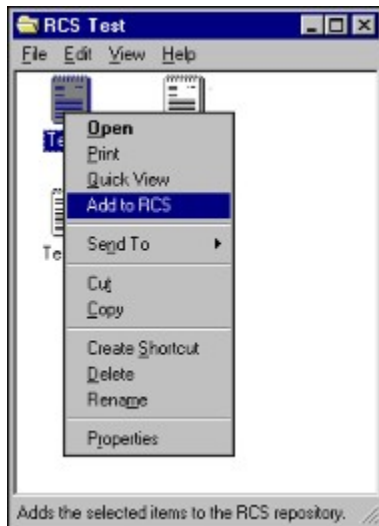 RCS Test
File Edit View Help
Te
Open
Print
Quick View
Add to RCS
Send To
Te
Cut
Copy
Create Shortcut
Delete
Rename
Properties
Adds the selected items to the RCS repository.